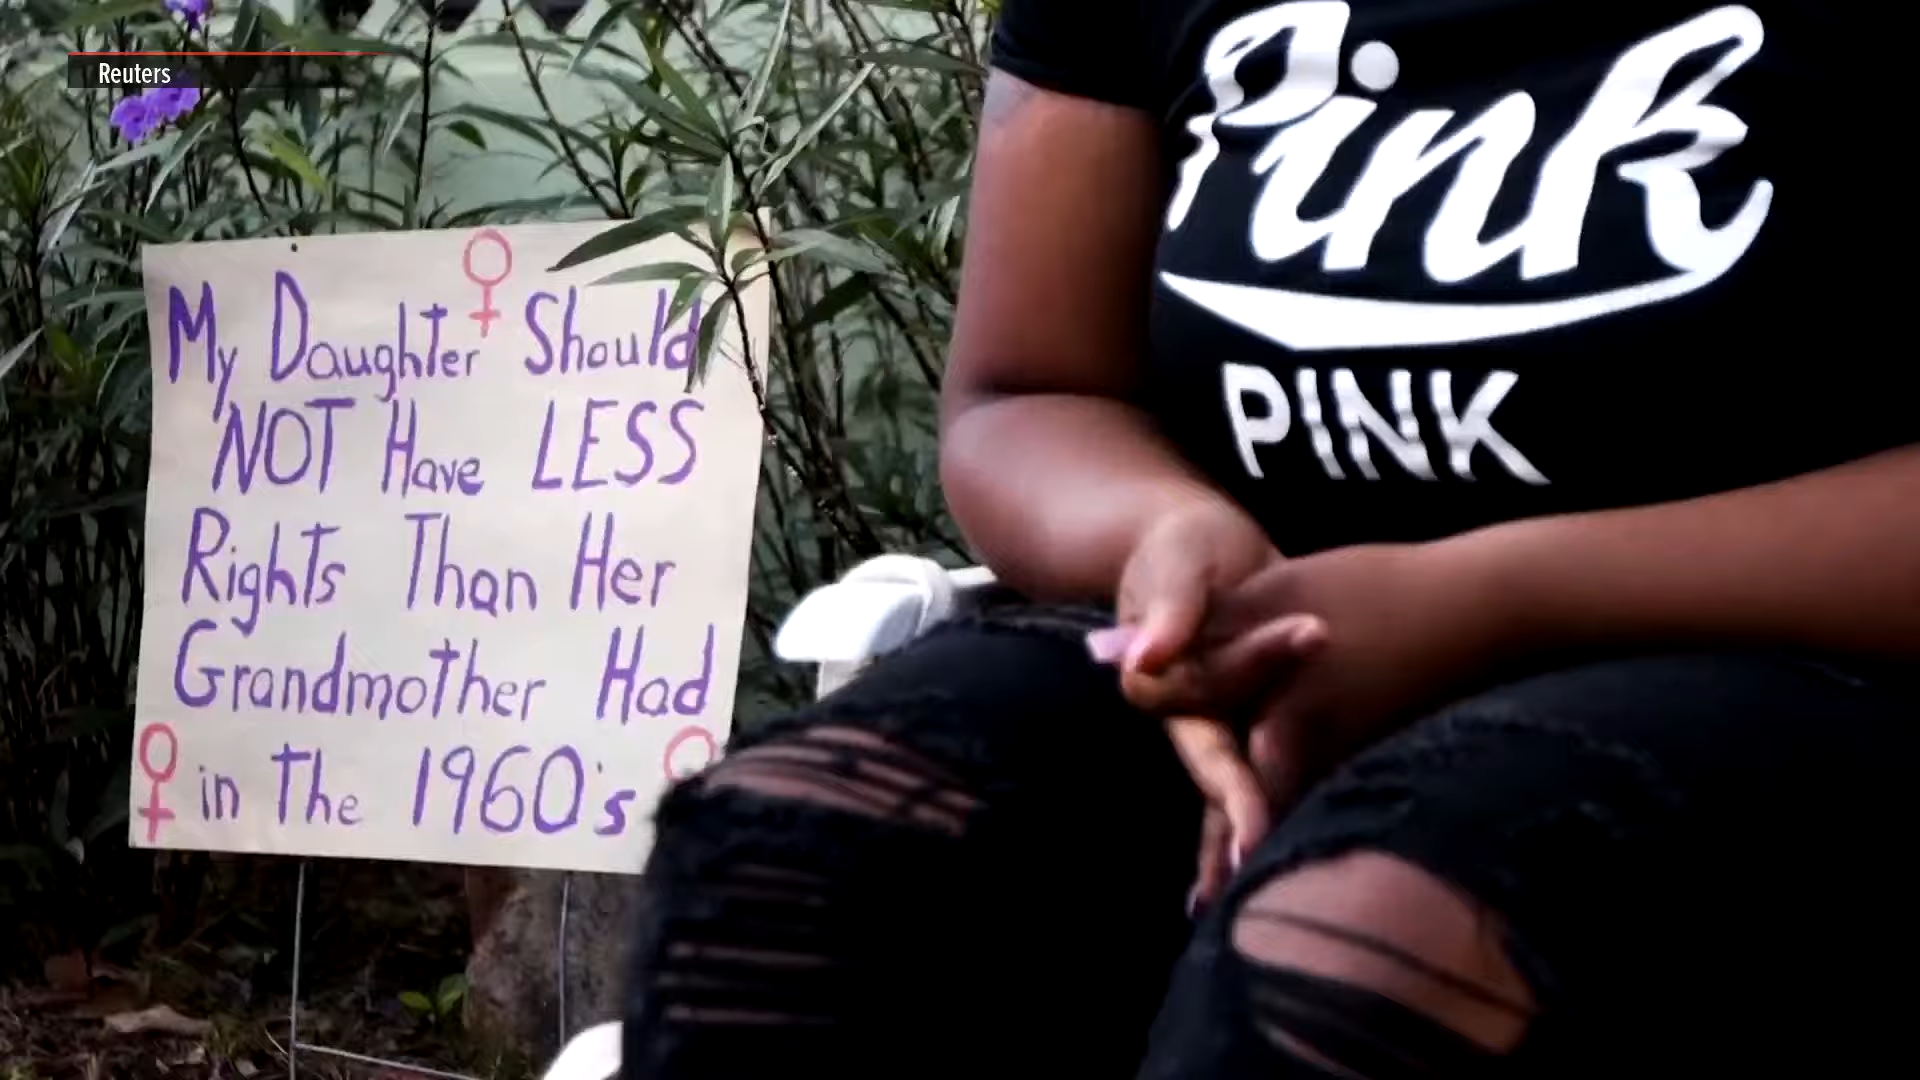 Reuters
My Daughter Should
NOT Have LESS
Rights Than Her
Grandmother Had
in The 1960's
Pink
PINK